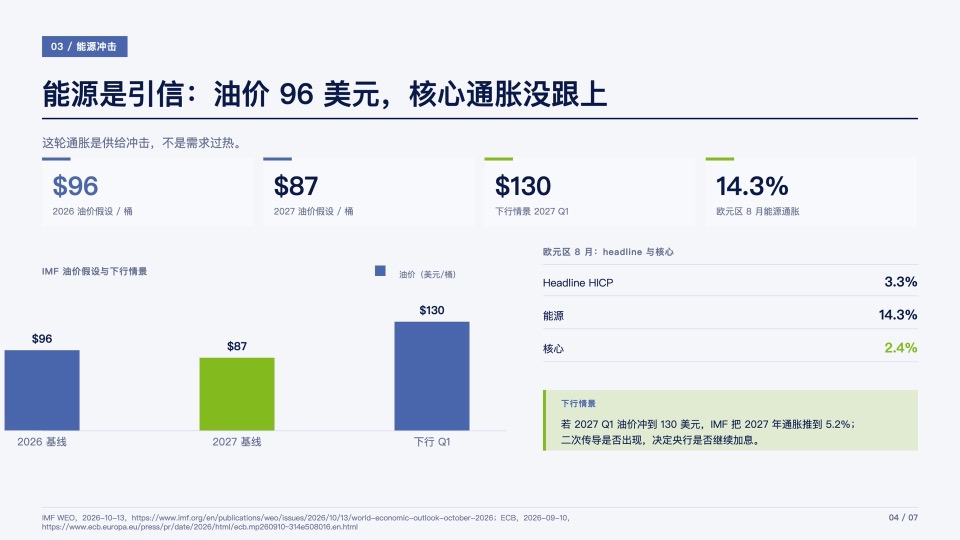 03 / 能源冲击
能源是引信：油价 96 美元，核心通胀没跟上
这轮通胀是供给冲击，不是需求过热。
$96
2026 油价假设 / 桶
$87
2027 油价假设 / 桶
$130
下行情景 2027 Q1
14.3%
欧元区 8 月能源通胀
IMF 油价假设与下行情景
油价（美元/桶）
$96
$87
$130
2026 基线
2027 基线
下行 Q1
欧元区 8 月：headline 与核心
Headline HICP 3.3%
能源 14.3%
核心 2.4%
下行情景
若 2027 Q1 油价冲到 130 美元，IMF 把 2027 年通胀推到 5.2%；
二次传导是否出现，决定央行是否继续加息。
IMF WEO，2026-10-13，https://www.imf.org/en/publications/weo/issues/2026/10/13/world-economic-outlook-october-2026；ECB，2026-09-10，
https://www.ecb.europa.eu/press/pr/date/2026/html/ecb.mp260910-314e508016.en.html
04 / 07